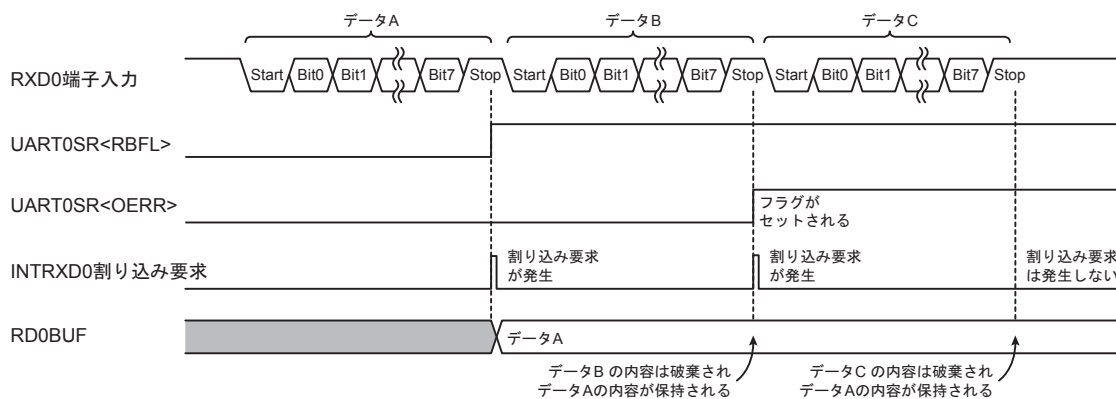 データA データB データC
RXD0端子入力 Start Bit0 Bit1 Bit7 Stop Start Bit0 Bit1 Bit7 Stop Start Bit0 Bit1 Bit7 Stop
UART0SR<RBFL>
UART0SR<OERR>
フラグが
セットされる
INTRXD0割り込み要求
割り込み要求
が発生
割り込み要求
が発生
割り込み要求
は発生しない
RD0BUF
データA
データB の内容は破棄され
データAの内容が保持される
データC の内容は破棄され
データAの内容が保持される